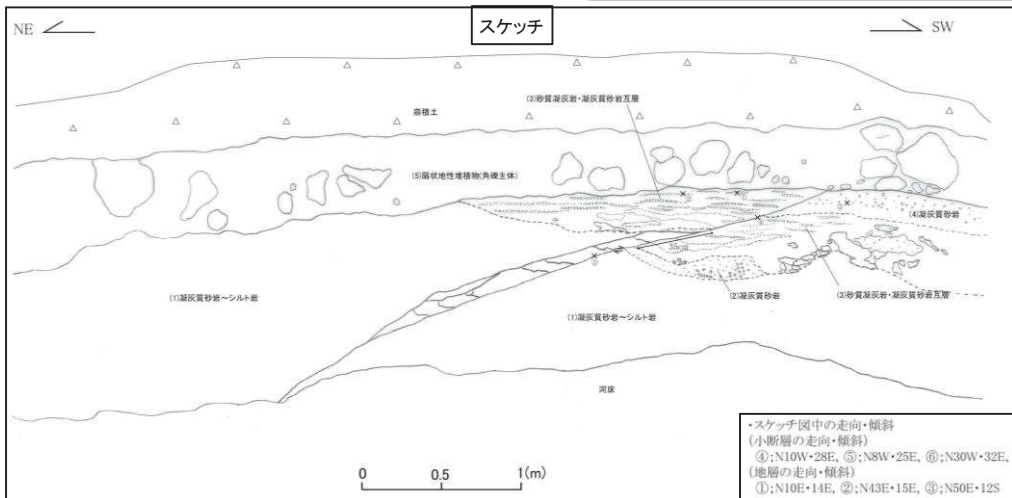 NE
スケッチ
SW
(3)砂質凝灰岩・凝灰質砂岩互層
崩積土
(5)扇状地性堆積物(角礫主体)
(4)凝灰質砂岩
35cm
(1)凝灰質砂岩～シルト岩
(2)凝灰質砂岩
(3)砂質凝灰岩・凝灰質砂岩互層
(1)凝灰質砂岩～シルト岩
河床
0 0.5 1(m)
・スケッチ図中の走向・傾斜
(小断層の走向・傾斜)
④;N10W・28E, ⑤;N8W・25E, ⑥;N30W・32E,
(地層の走向・傾斜)
①;N10E・14E, ②;N43E・15E, ③;N50E・12S